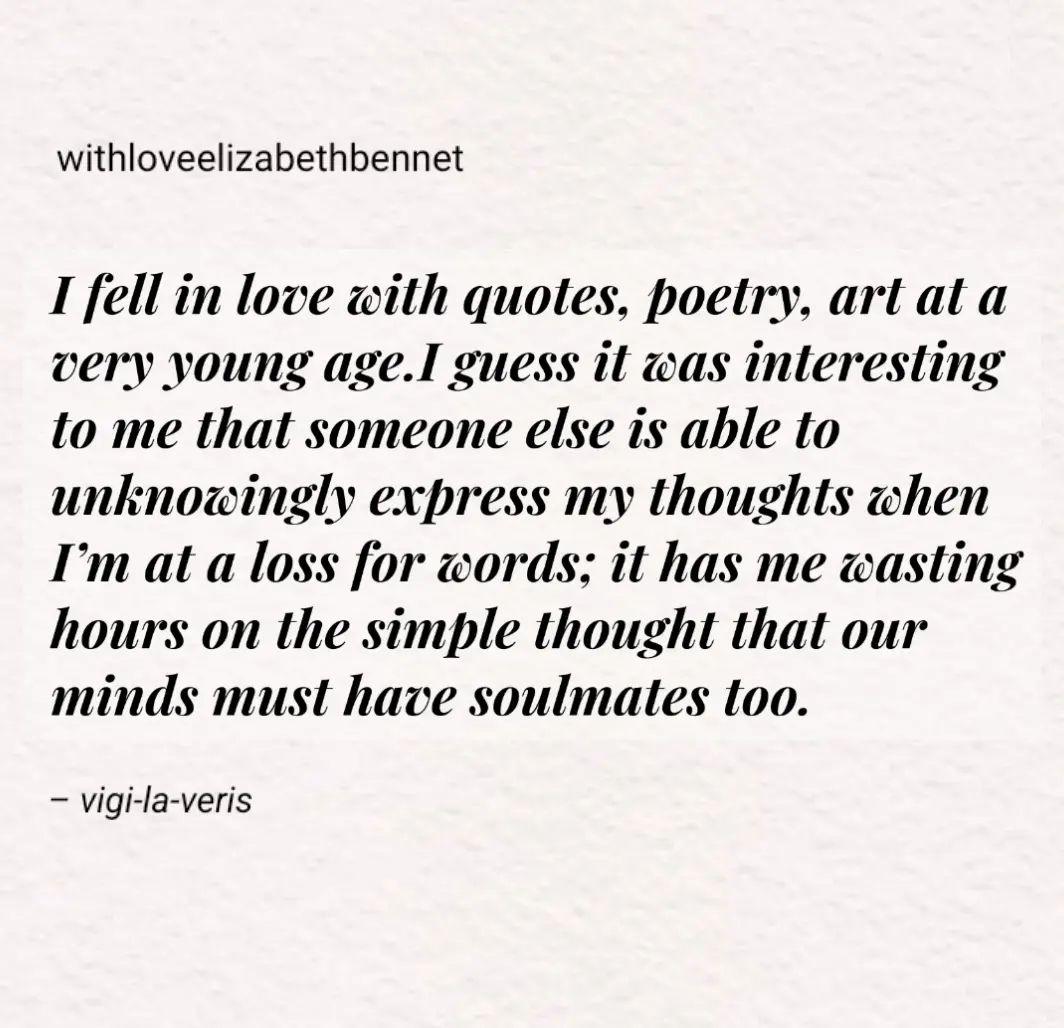 withloveelizabethbennet
I fell in love with quotes, poetry, art at a
very young age.I guess it was interesting
to me that someone else is able to
unknowingly express my thoughts when
I’m at a loss for words; it has me wasting
hours on the simple thought that our
minds must have soulmates too.
– vigi-la-veris